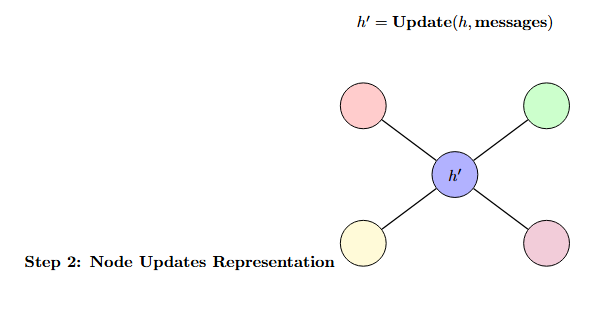 h′ = Update(h, messages)
h′
Step 2: Node Updates Representation